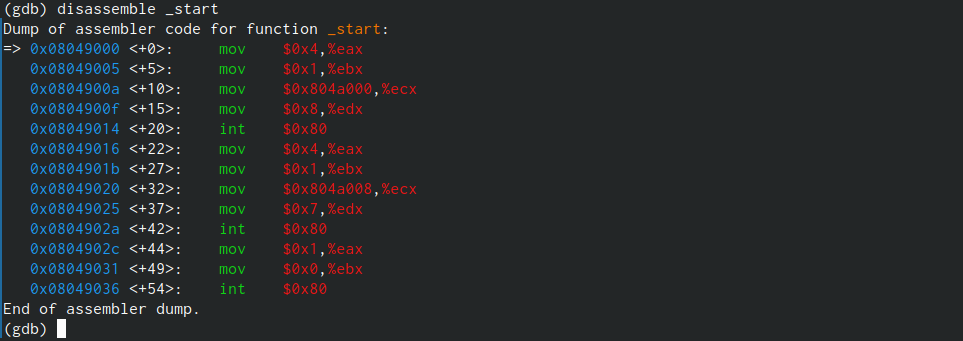 (gdb) disassemble _start
Dump of assembler code for function _start:
=> 0x08049000 <+0>:     mov    $0x4,%eax
   0x08049005 <+5>:     mov    $0x1,%ebx
   0x0804900a <+10>:    mov    $0x804a000,%ecx
   0x0804900f <+15>:    mov    $0x8,%edx
   0x08049014 <+20>:    int    $0x80
   0x08049016 <+22>:    mov    $0x4,%eax
   0x0804901b <+27>:    mov    $0x1,%ebx
   0x08049020 <+32>:    mov    $0x804a008,%ecx
   0x08049025 <+37>:    mov    $0x7,%edx
   0x0804902a <+42>:    int    $0x80
   0x0804902c <+44>:    mov    $0x1,%eax
   0x08049031 <+49>:    mov    $0x0,%ebx
   0x08049036 <+54>:    int    $0x80
End of assembler dump.
(gdb)